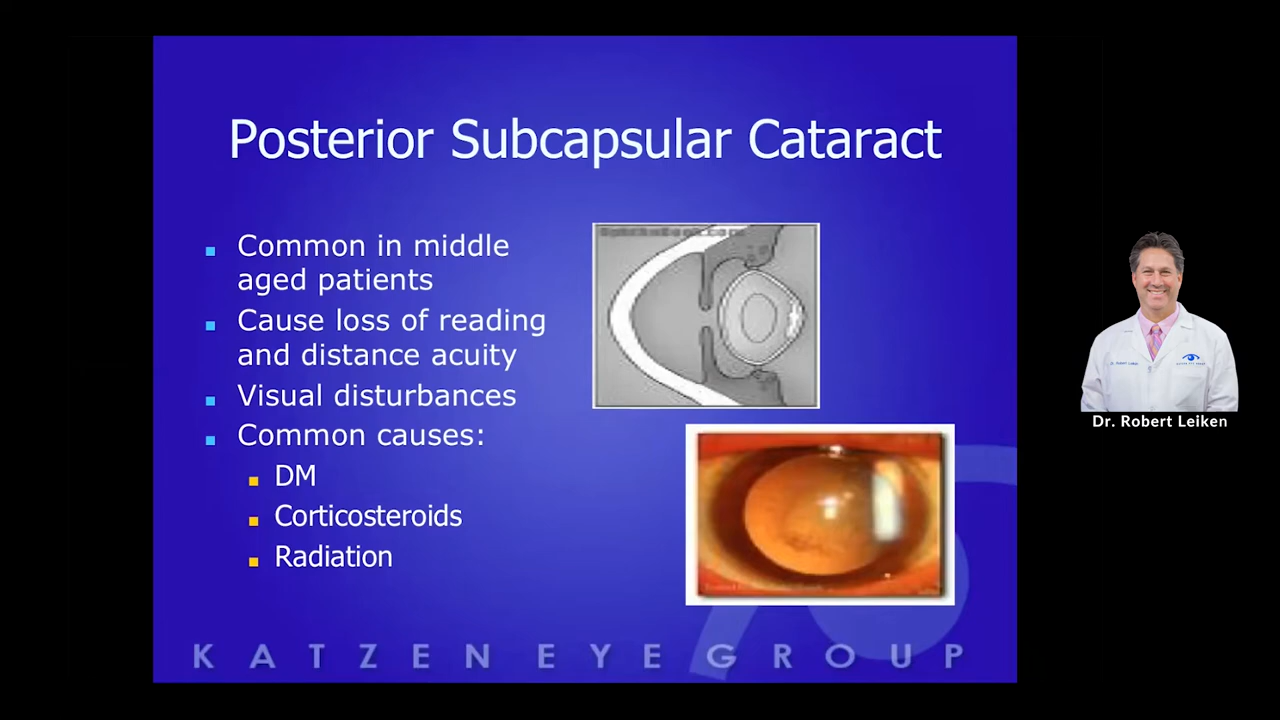 Posterior Subcapsular Cataract
Common in middle
aged patients
Cause loss of reading
and distance acuity
Visual disturbances
Common causes:
DM
Corticosteroids
Radiation
KATZEN EYE GROUP
Dr. Robert Leiken